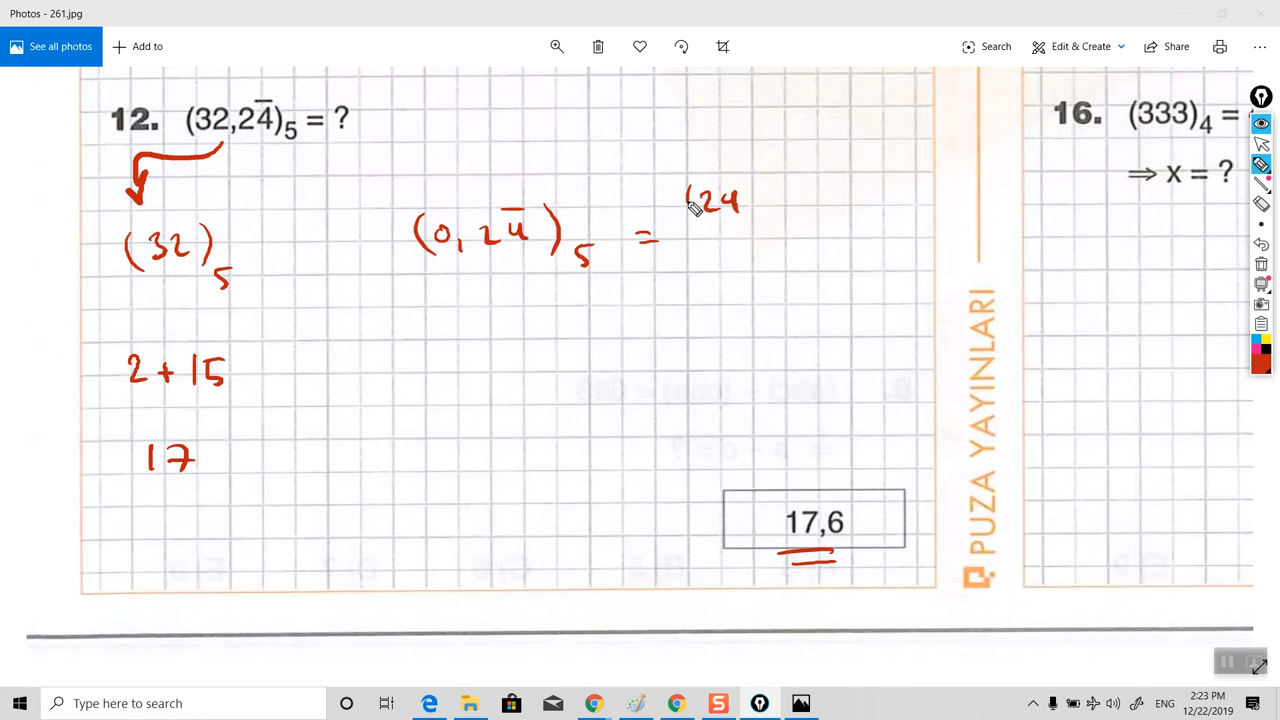 Photos - 261.jpg
See all photos
Add to
Search
Edit & Create
Share
12. (32,24̅)₅ = ?
16. (333)₄ =
⇒ x = ?
(32)₅
(0, 24̅)₅ =
(24
2 + 15
17
17,6
PUZA YAYINLARI
Type here to search
ENG
2:23 PM
12/22/2019